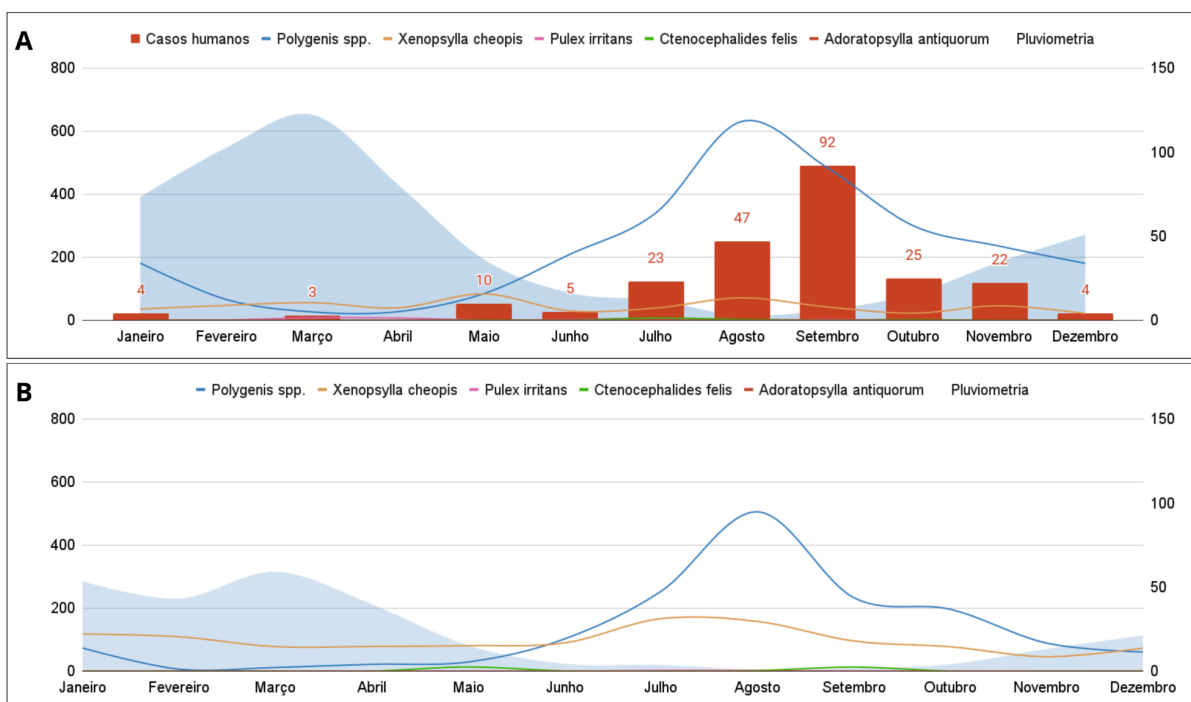 A
Casos humanos Polygenis spp. Xenopsylla cheopis Pulex irritans Ctenocephalides felis Adoratopsylla antiquorum Pluviometria
800 150
600
92
100
400
47
200 23 25 50
4 3 10 5 22 4
0 0
Janeiro Fevereiro Março Abril Maio Junho Julho Agosto Setembro Outubro Novembro Dezembro
B
Polygenis spp. Xenopsylla cheopis Pulex irritans Ctenocephalides felis Adoratopsylla antiquorum Pluviometria
800 150
600
100
400
50
200
0 0
Janeiro Fevereiro Março Abril Maio Junho Julho Agosto Setembro Outubro Novembro Dezembro